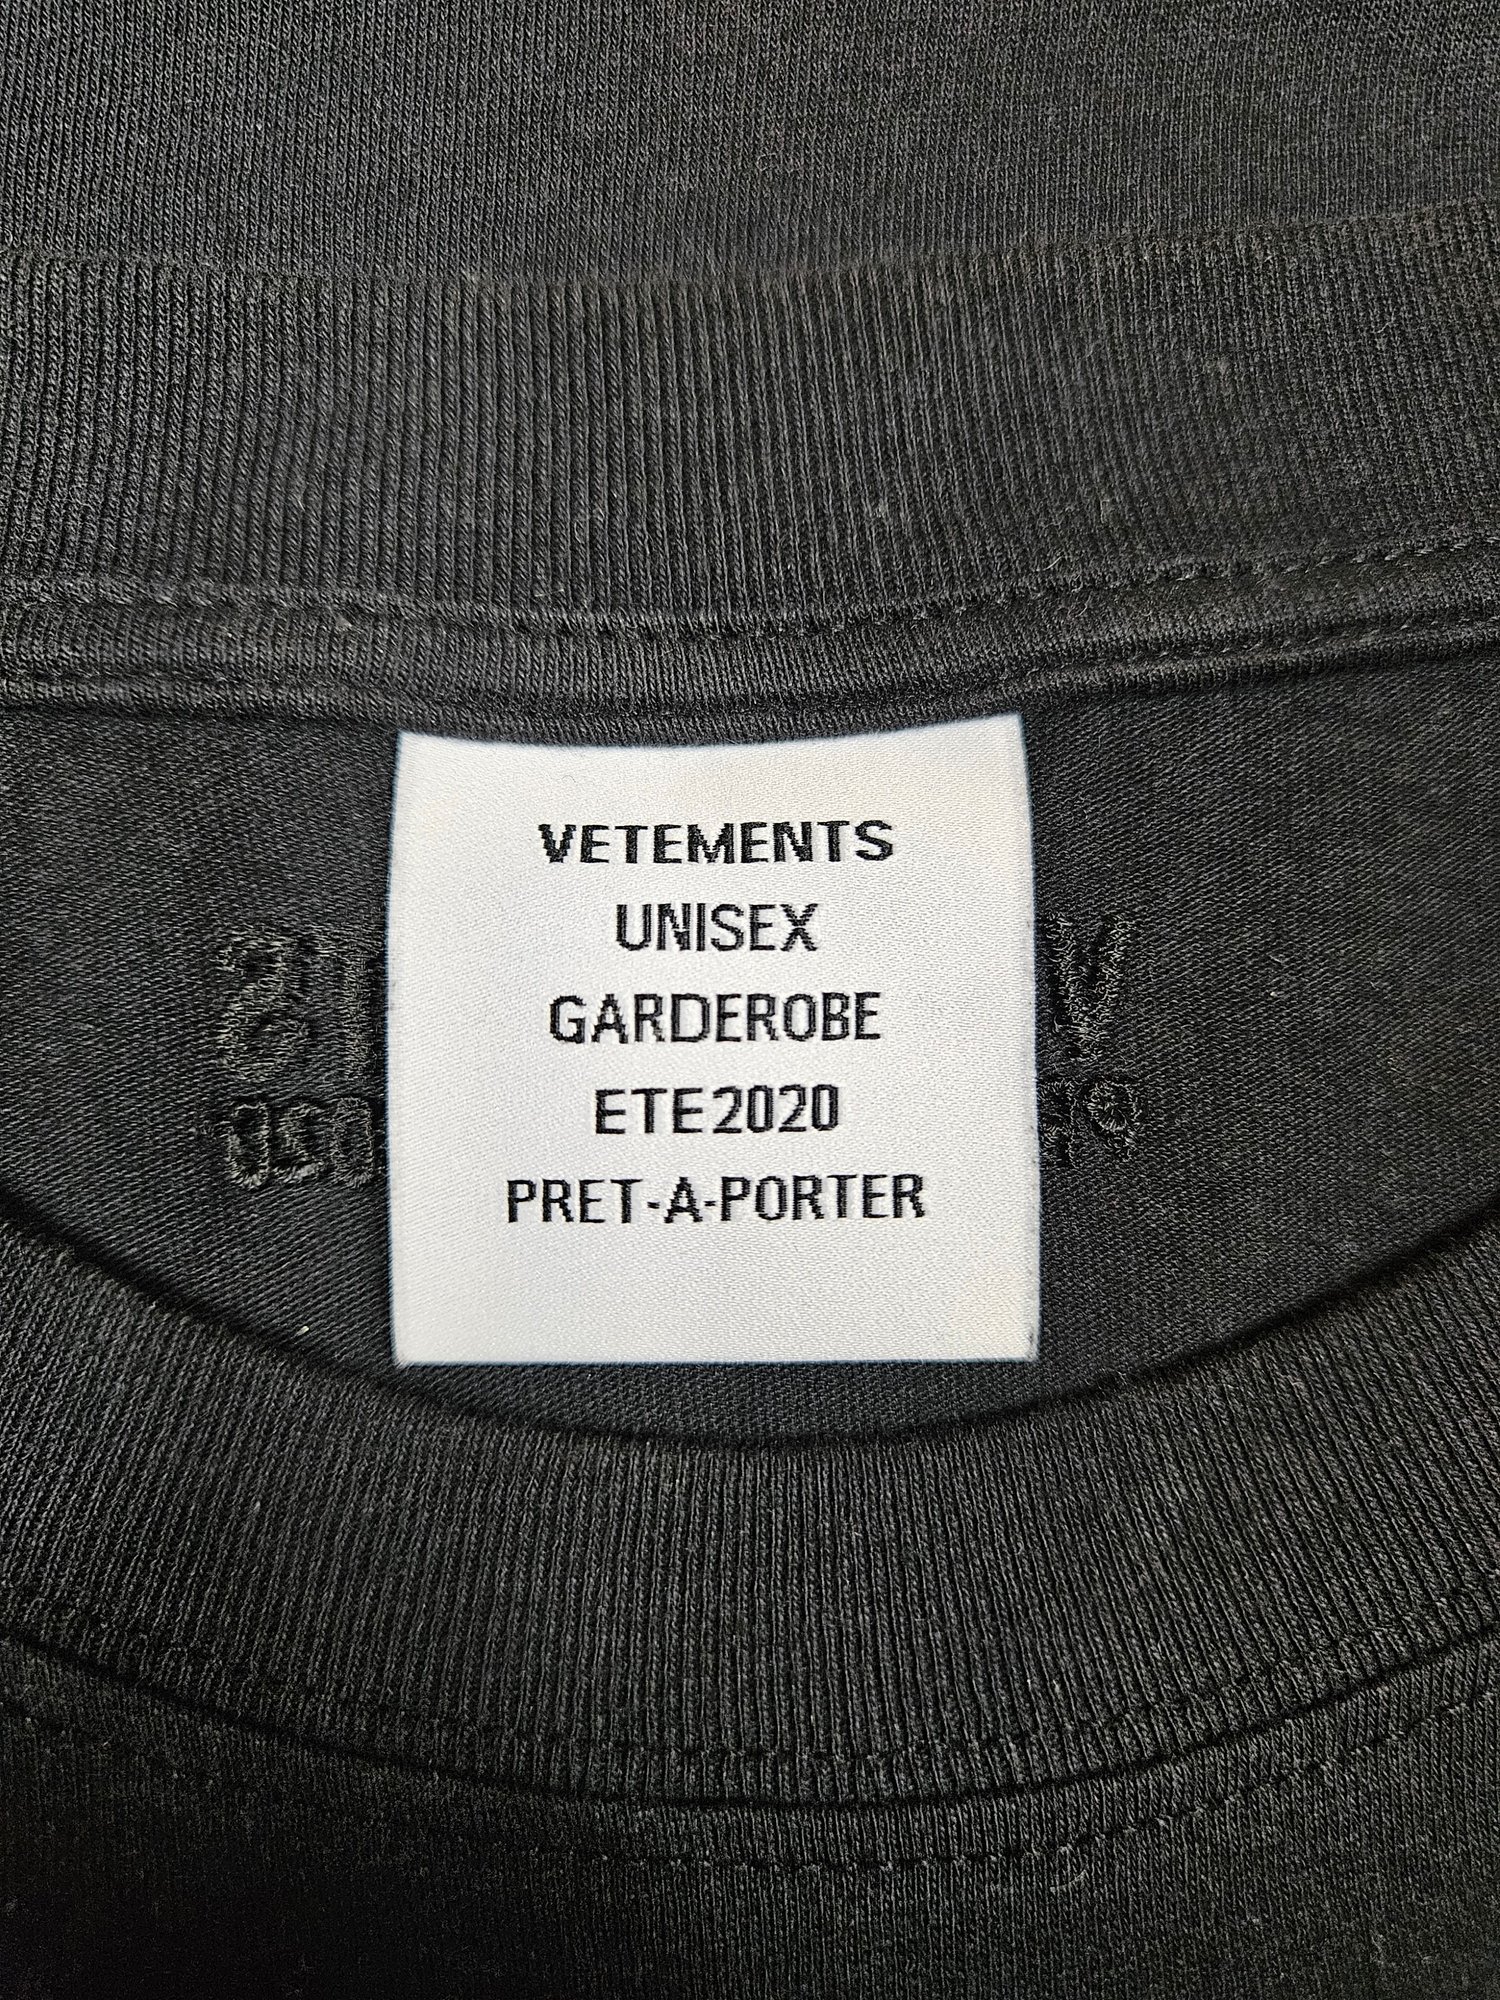 VETEMENTS
UNISEX
GARDEROBE
ETE2020
PRET-A-PORTER